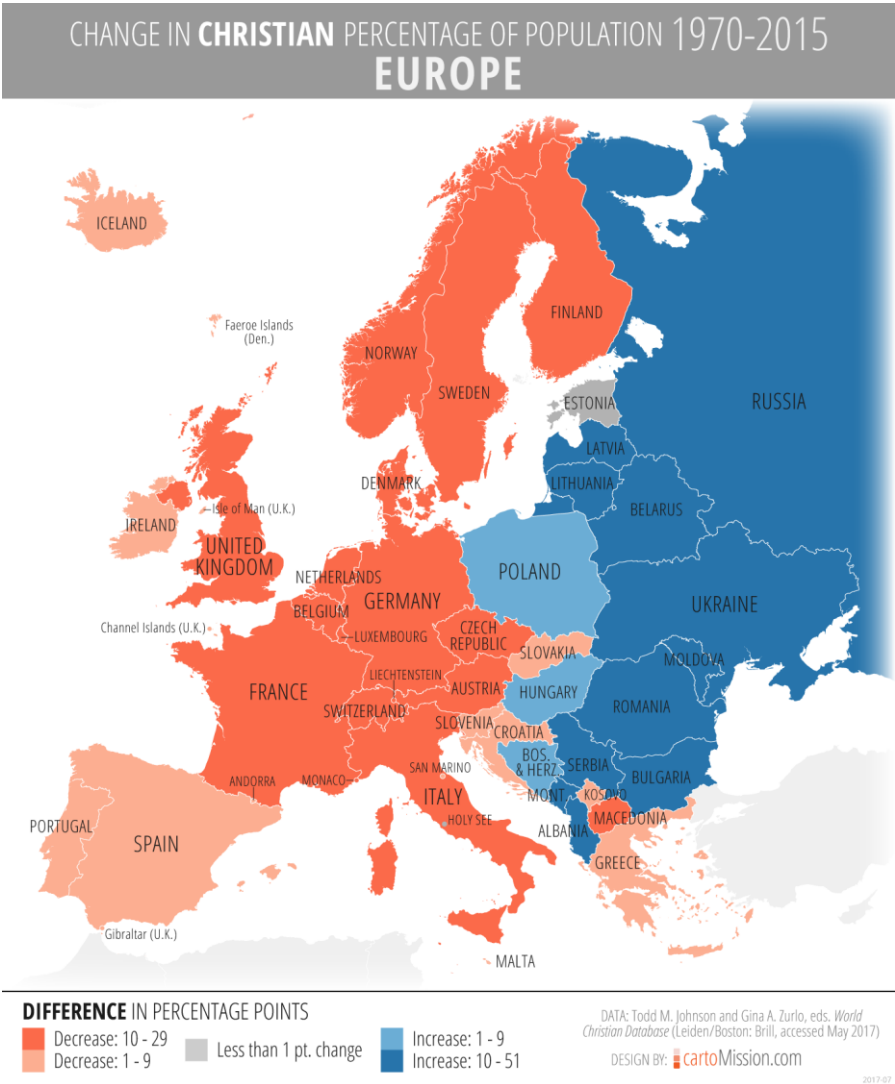 CHANGE IN CHRISTIAN PERCENTAGE OF POPULATION 1970-2015
EUROPE
ICELAND
Faeroe Islands
(Den.)
FINLAND
NORWAY
SWEDEN
RUSSIA
ESTONIA
LATVIA
DENMARK
LITHUANIA
Isle of Man (U.K.)
BELARUS
IRELAND
UNITED
KINGDOM
POLAND
NETHERLANDS
GERMANY
UKRAINE
BELGIUM
Channel Islands (U.K.)
LUXEMBOURG
CZECH
REPUBLIC
SLOVAKIA
MOLDOVA
LIECHTENSTEIN
FRANCE
AUSTRIA
HUNGARY
SWITZERLAND
ROMANIA
SLOVENIA
CROATIA
BOS.
& HERZ.
SAN MARINO
SERBIA
ANDORRA
MONACO
BULGARIA
ITALY
MONT.
KOSOVO
HOLY SEE
MACEDONIA
PORTUGAL
ALBANIA
SPAIN
GREECE
Gibraltar (U.K.)
MALTA
DIFFERENCE IN PERCENTAGE POINTS
Decrease: 10 - 29
Decrease: 1 - 9
Less than 1 pt. change
Increase: 1 - 9
Increase: 10 - 51
DATA: Todd M. Johnson and Gina A. Zurlo, eds. World
Christian Database (Leiden/Boston: Brill, accessed May 2017)
DESIGN BY: cartoMission.com
2017-07